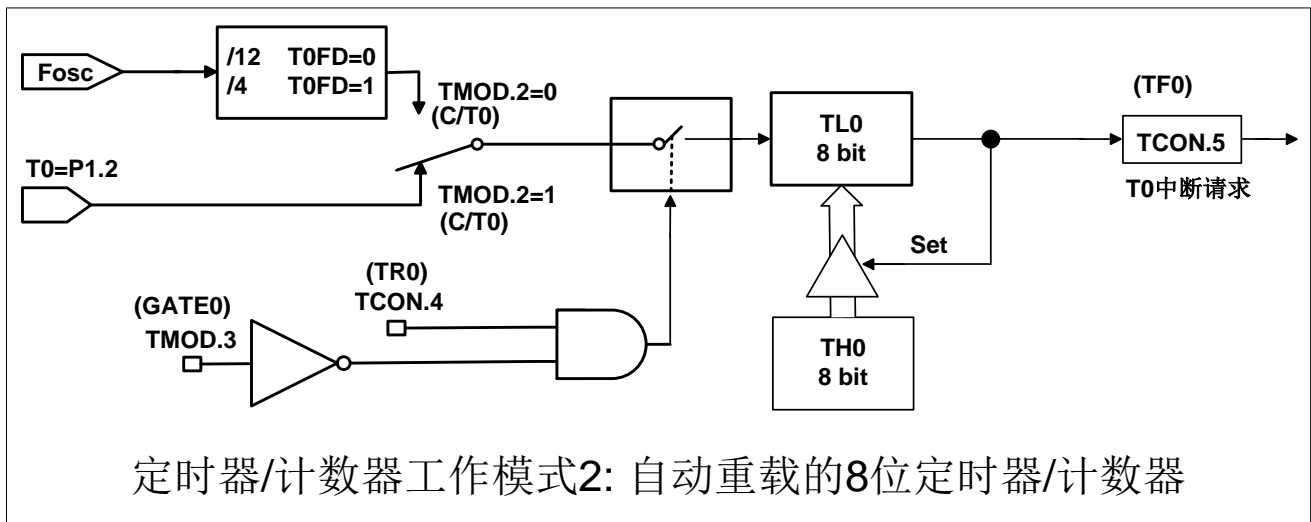 Fosc
/12 T0FD=0
/4 T0FD=1
TMOD.2=0
(C/T0)
T0=P1.2
TMOD.2=1
(C/T0)
TL0
8 bit
(TF0)
TCON.5
T0中断请求
Set
(TR0)
TCON.4
(GATE0)
TMOD.3
TH0
8 bit
定时器/计数器工作模式2: 自动重载的8位定时器/计数器